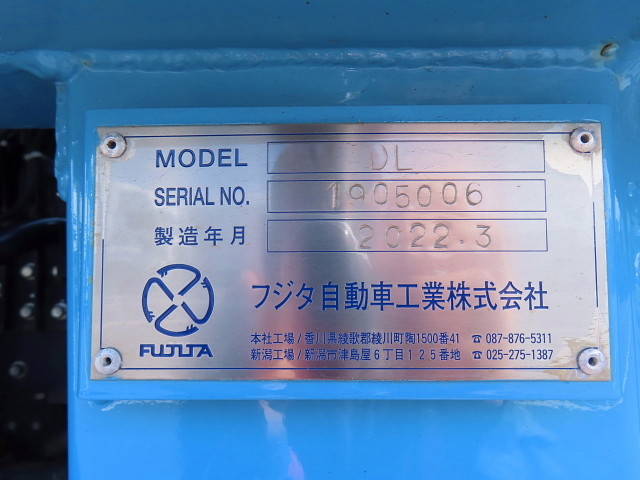 MODEL DL
SERIAL NO. 1905006
製造年月 2022.3
フジタ自動車工業株式会社
FUJITA
本社工場/香川県綾歌郡綾川町陶1500番41 ☎ 087-876-5311
新潟工場/新潟市津島屋6丁目125番地 ☎ 025-275-1387